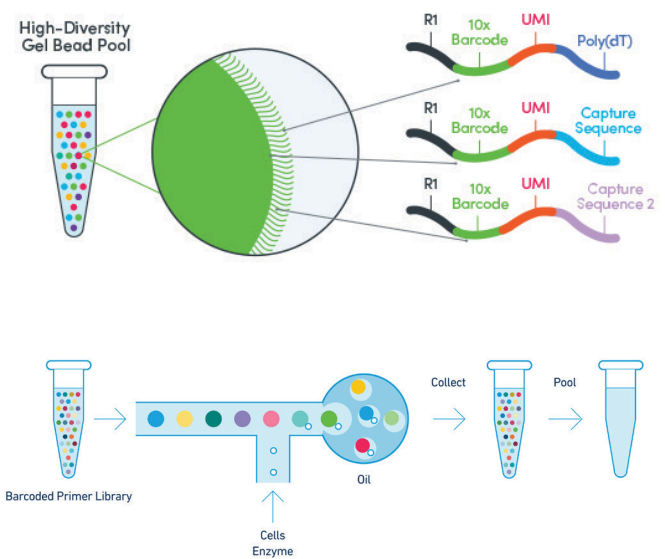 High-Diversity
Gel Bead Pool
R1
10x
Barcode
UMI
Poly(dT)
R1
10x
Barcode
UMI
Capture
Sequence
R1
10x
Barcode
UMI
Capture
Sequence 2
Barcoded Primer Library
Cells
Enzyme
Oil
Collect
Pool